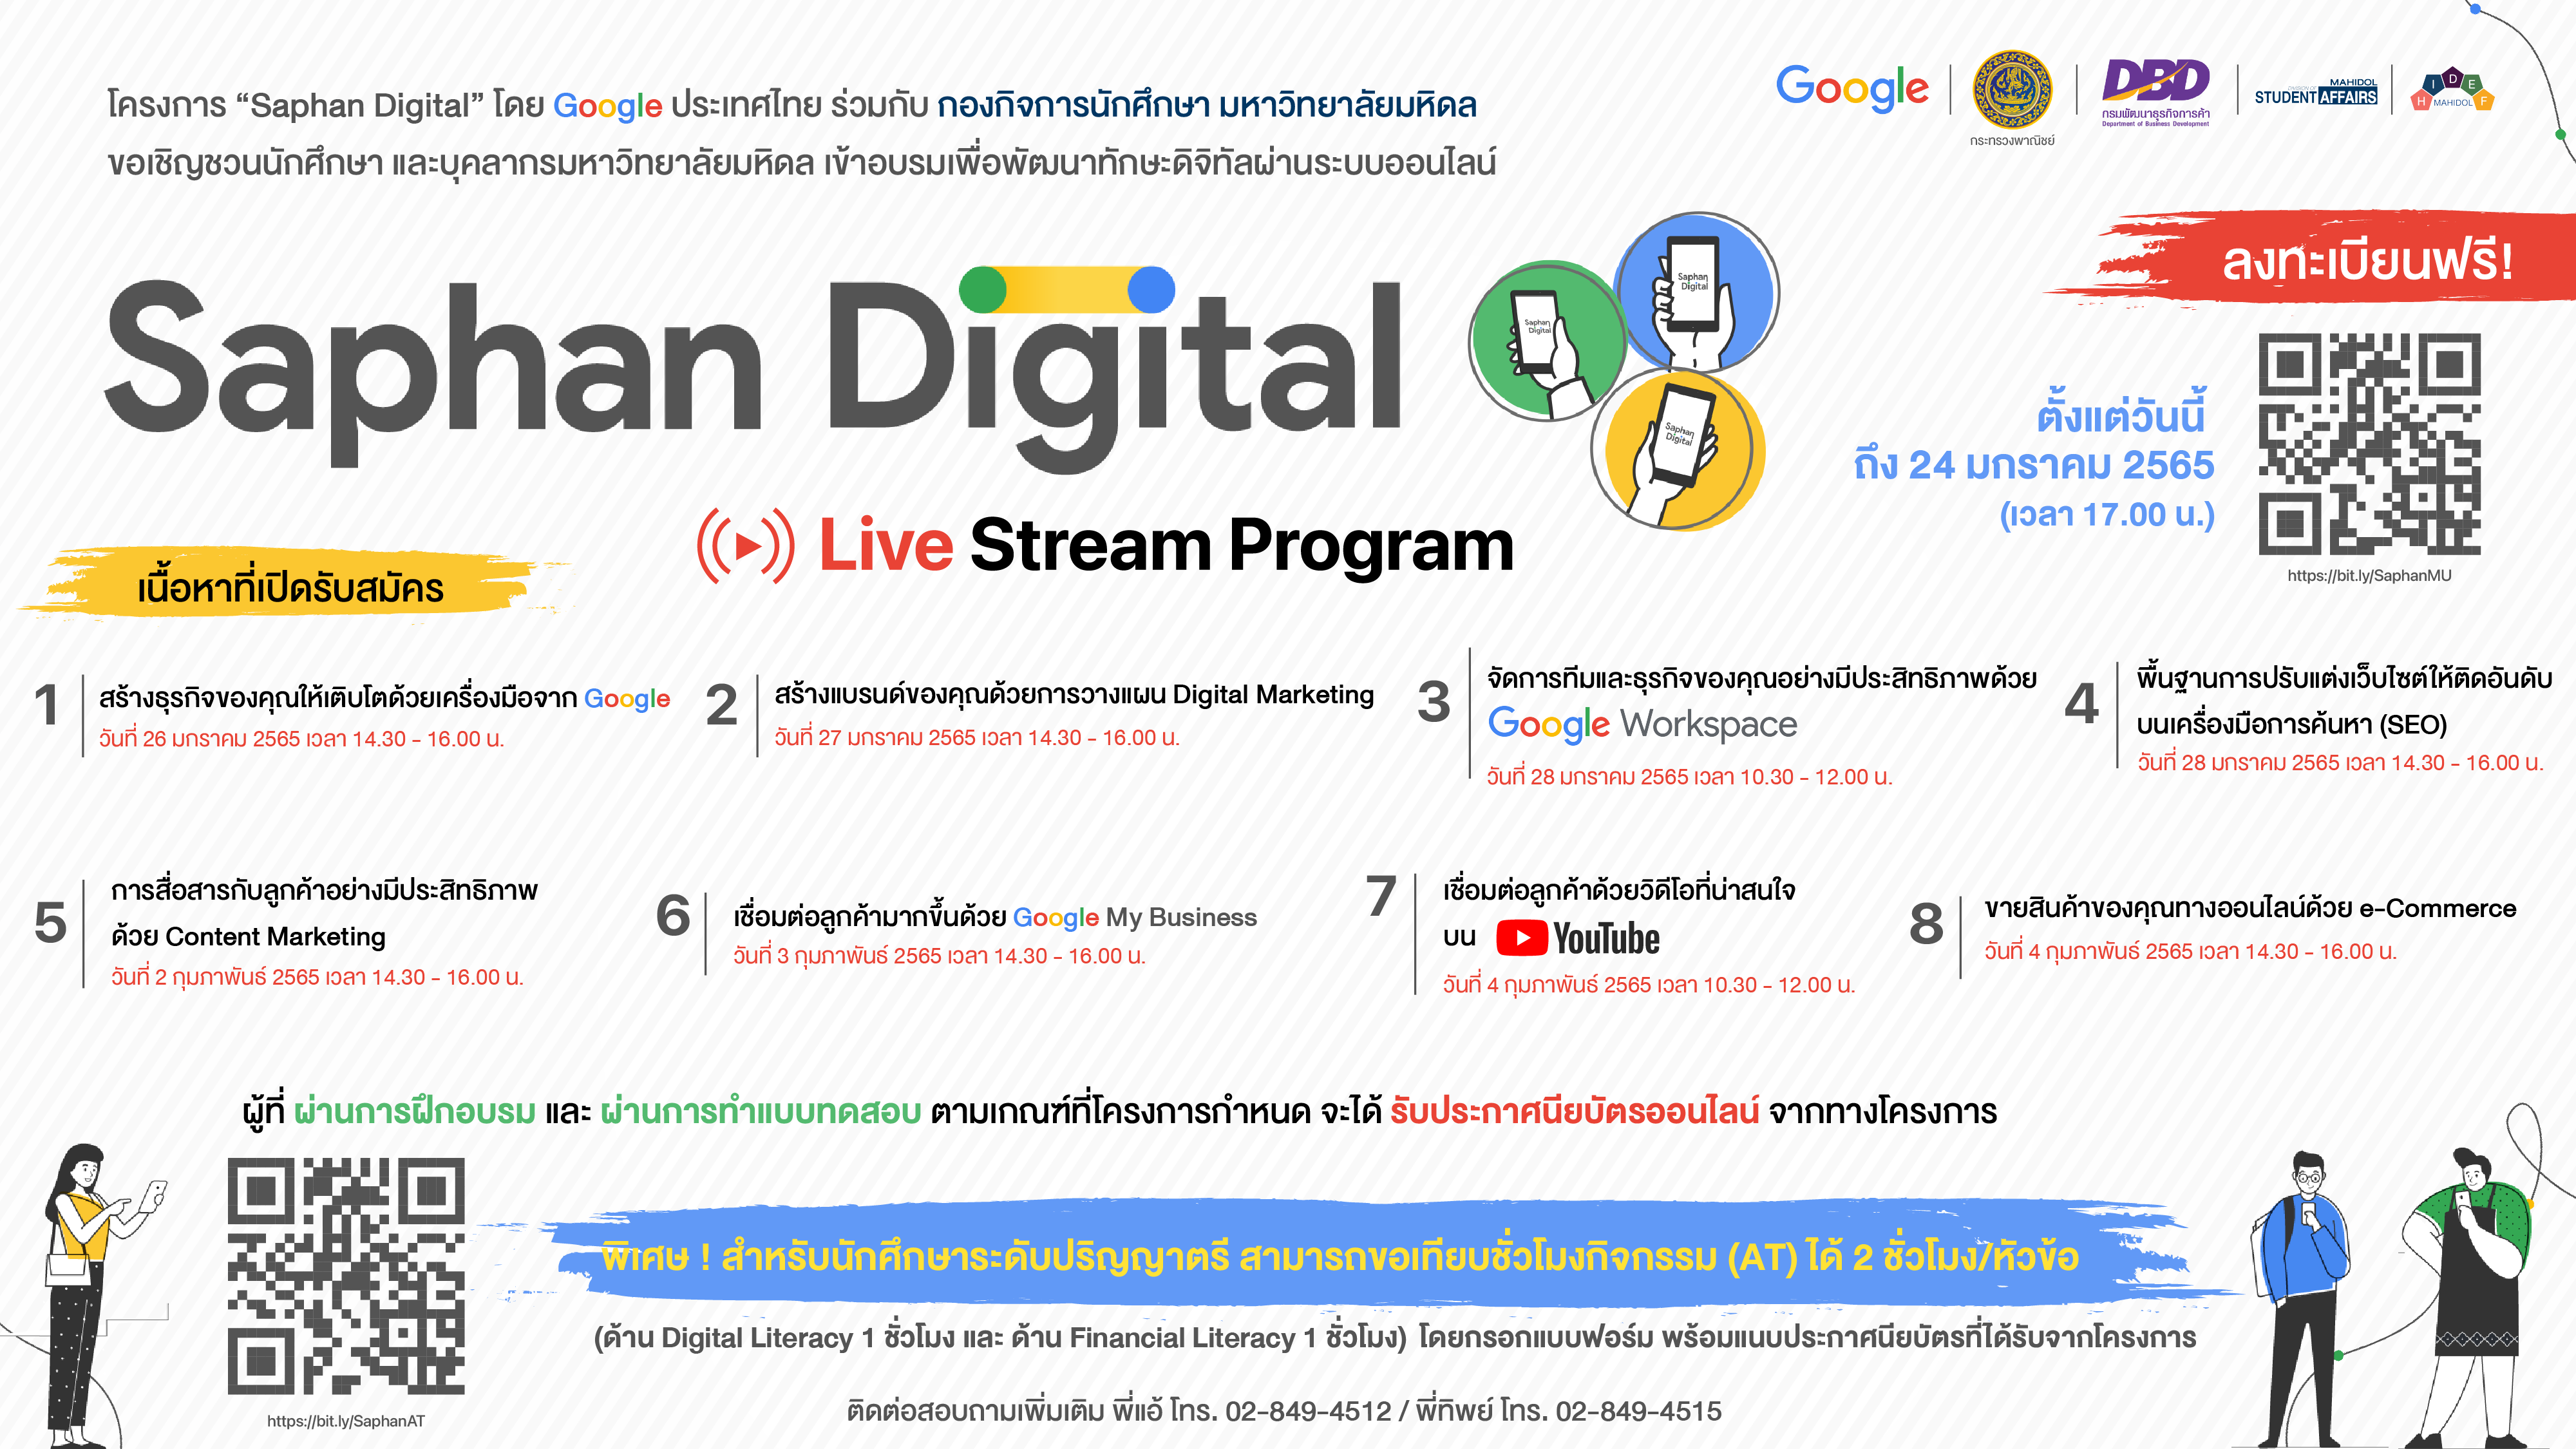 โครงการ “Saphan Digital” โดย Google ประเทศไทย ร่วมกับ กองกิจการนักศึกษา มหาวิทยาลัยมหิดล
ขอเชิญชวนนักศึกษา และบุคลากรมหาวิทยาลัยมหิดล เข้าอบรมเพื่อพัฒนาทักษะดิจิทัลผ่านระบบออนไลน์
Google
กระทรวงพาณิชย์
DBD
กรมพัฒนาธุรกิจการค้า
Department of Business Development
MAHIDOL
DIVISION OF
STUDENT AFFAIRS
H I D E F
MAHIDOL
Saphan Digital
Saphan
Digital
Saphan
Digital
Saphan
Digital
Live Stream Program
ลงทะเบียนฟรี!
ตั้งแต่วันนี้
ถึง 24 มกราคม 2565
(เวลา 17.00 น.)
https://bit.ly/SaphanMU
เนื้อหาที่เปิดรับสมัคร
1
สร้างธุรกิจของคุณให้เติบโตด้วยเครื่องมือจาก Google
วันที่ 26 มกราคม 2565 เวลา 14.30 - 16.00 น.
2
สร้างแบรนด์ของคุณด้วยการวางแผน Digital Marketing
วันที่ 27 มกราคม 2565 เวลา 14.30 - 16.00 น.
3
จัดการทีมและธุรกิจของคุณอย่างมีประสิทธิภาพด้วย
Google Workspace
วันที่ 28 มกราคม 2565 เวลา 10.30 - 12.00 น.
4
พื้นฐานการปรับแต่งเว็บไซต์ให้ติดอันดับ
บนเครื่องมือการค้นหา (SEO)
วันที่ 28 มกราคม 2565 เวลา 14.30 - 16.00 น.
5
การสื่อสารกับลูกค้าอย่างมีประสิทธิภาพ
ด้วย Content Marketing
วันที่ 2 กุมภาพันธ์ 2565 เวลา 14.30 - 16.00 น.
6
เชื่อมต่อลูกค้ามากขึ้นด้วย Google My Business
วันที่ 3 กุมภาพันธ์ 2565 เวลา 14.30 - 16.00 น.
7
เชื่อมต่อลูกค้าด้วยวิดีโอที่น่าสนใจ
บน YouTube
วันที่ 4 กุมภาพันธ์ 2565 เวลา 10.30 - 12.00 น.
8
ขายสินค้าของคุณทางออนไลน์ด้วย e-Commerce
วันที่ 4 กุมภาพันธ์ 2565 เวลา 14.30 - 16.00 น.
ผู้ที่ ผ่านการฝึกอบรม และ ผ่านการทำแบบทดสอบ ตามเกณฑ์ที่โครงการกำหนด จะได้ รับประกาศนียบัตรออนไลน์ จากทางโครงการ
พิเศษ ! สำหรับนักศึกษาระดับปริญญาตรี สามารถขอเทียบชั่วโมงกิจกรรม (AT) ได้ 2 ชั่วโมง/หัวข้อ
(ด้าน Digital Literacy 1 ชั่วโมง และ ด้าน Financial Literacy 1 ชั่วโมง) โดยกรอกแบบฟอร์ม พร้อมแนบประกาศนียบัตรที่ได้รับจากโครงการ
https://bit.ly/SaphanAT
ติดต่อสอบถามเพิ่มเติม พี่แอ้ โทร. 02-849-4512 / พี่ทิพย์ โทร. 02-849-4515